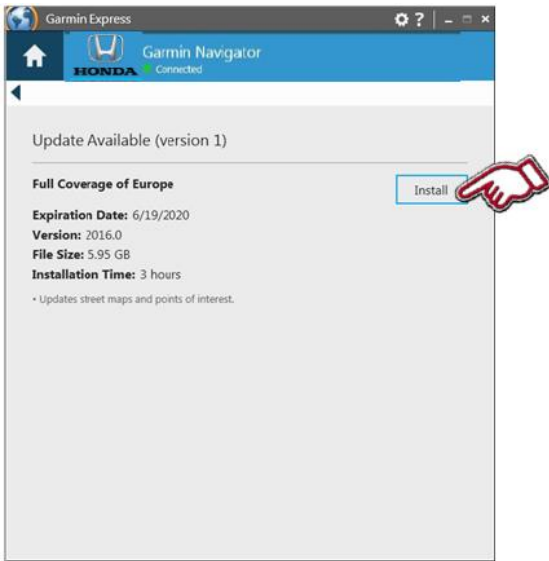 Garmin Express
?
HONDA
Garmin Navigator
Connected
Update Available (version 1)
Full Coverage of Europe
Install
Expiration Date: 6/19/2020
Version: 2016.0
File Size: 5.95 GB
Installation Time: 3 hours
• Updates street maps and points of interest.